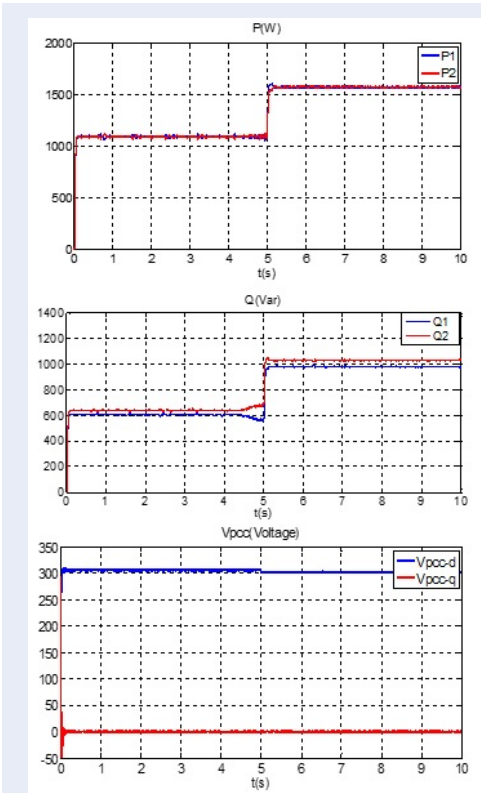 P(W)
2000
P1
P2
1500
1000
500
0
0 1 2 3 4 5 6 7 8 9 10
t(s)
Q(Var)
1400
Q1
Q2
1200
1000
800
600
400
200
0
0 1 2 3 4 5 6 7 8 9 10
t(s)
Vpcc(Voltage)
350
Vpcc-d
Vpcc-q
300
250
200
150
100
50
0
-50
0 1 2 3 4 5 6 7 8 9 10
t(s)